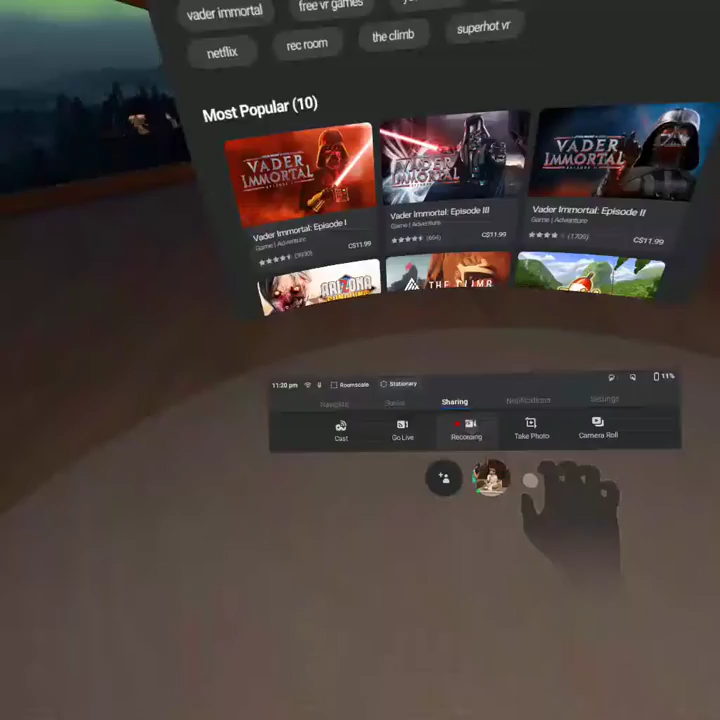 vader immortal
free vr games
netflix
rec room
the climb
superhot vr
Most Popular (10)
VADER IMMORTAL
VADER IMMORTAL
VADER IMMORTAL
Vader Immortal: Episode I
Game | Adventure
C$11.99
Vader Immortal: Episode III
Game | Adventure
(694)
C$11.99
Vader Immortal: Episode II
Game | Adventure
(1709)
C$11.99
ARIZONA
THE CLIMB
11:20 pm
Roomscale
Stationary
11%
Navigate
Sharing
Notifications
Settings
Cast
Go Live
Recording
Take Photo
Camera Roll